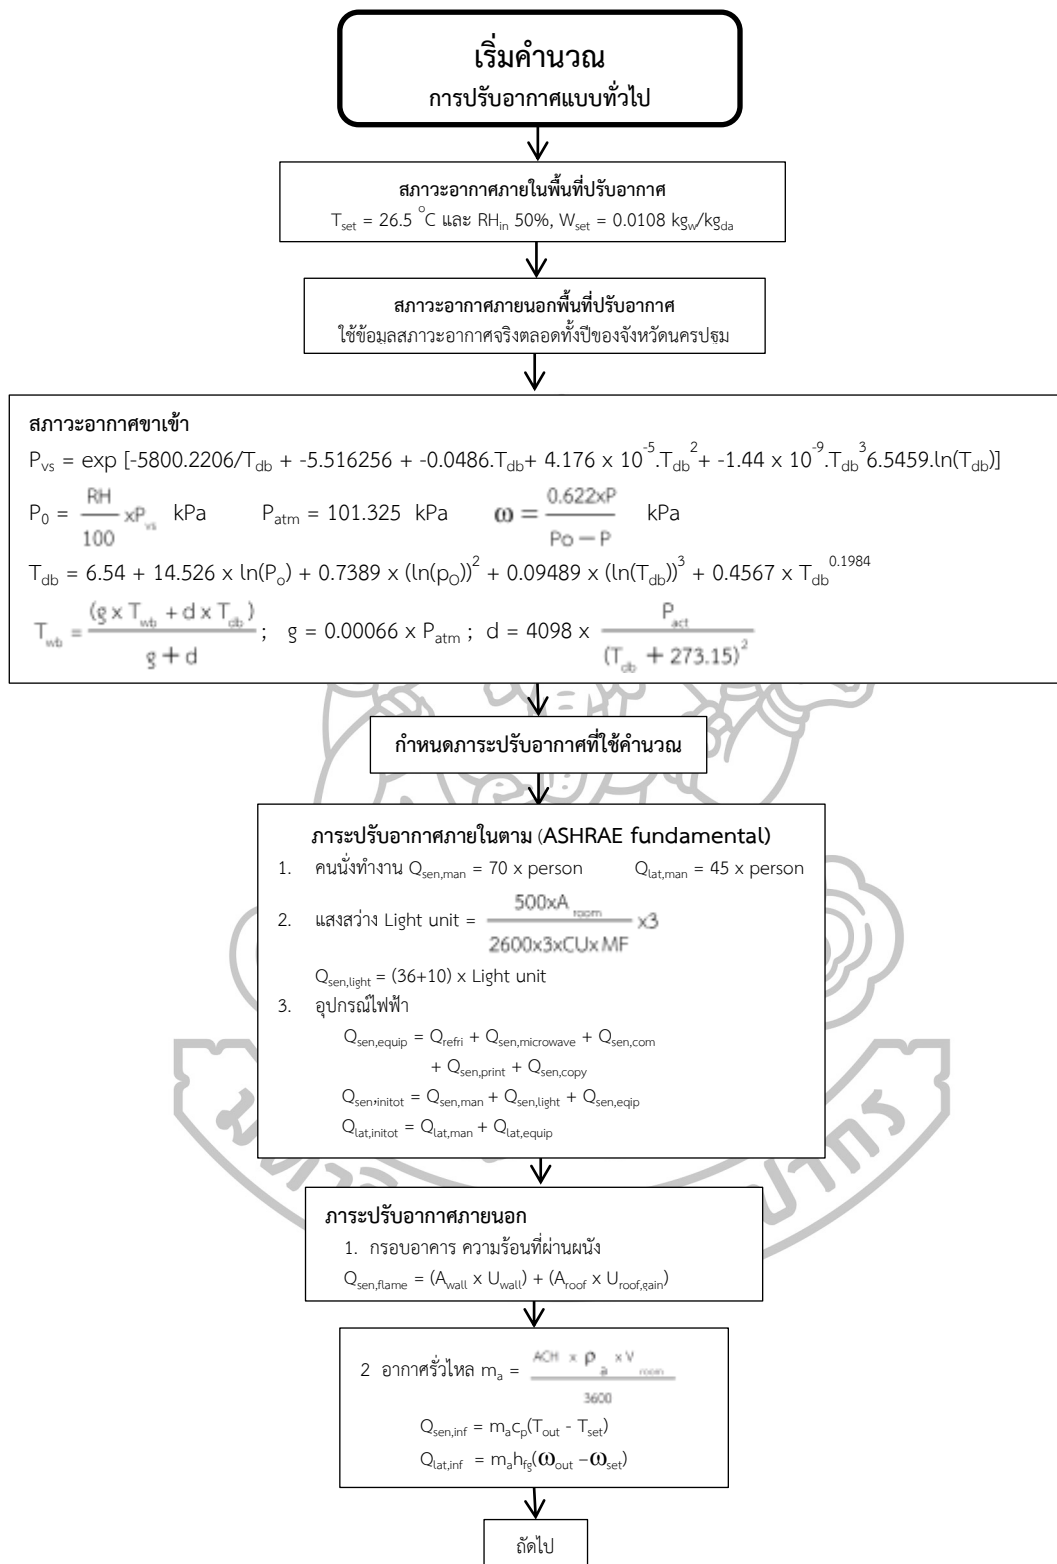 เริ่มคำนวณ
การปรับอากาศแบบทั่วไป
สภาวะอากาศภายในพื้นที่ปรับอากาศ
T_set = 26.5 °C และ RH_in 50%, W_set = 0.0108 kg_w/kg_da
สภาวะอากาศภายนอกพื้นที่ปรับอากาศ
ใช้ข้อมูลสภาวะอากาศจริงตลอดทั้งปีของจังหวัดนครปฐม
สภาวะอากาศขาเข้า
P_vs = exp [-5800.2206/T_db + -5.516256 + -0.0486.T_db + 4.176 x 10^-5.T_db^2 + -1.44 x 10^-9.T_db^3 6.5459.ln(T_db)]
P_0 = RH/100 xP_vs kPa P_atm = 101.325 kPa ω = 0.622xP/Po − P kPa
T_db = 6.54 + 14.526 x ln(P_o) + 0.7389 x (ln(p_O))^2 + 0.09489 x (ln(T_db))^3 + 0.4567 x T_db^0.1984
T_wb = (g x T_wb + d x T_db)/g + d ; g = 0.00066 x P_atm ; d = 4098 x P_act/(T_db + 273.15)^2
กำหนดภาระปรับอากาศที่ใช้คำนวณ
ภาระปรับอากาศภายในตาม (ASHRAE fundamental)
1. คนนั่งทำงาน Q_sen,man = 70 x person Q_lat,man = 45 x person
2. แสงสว่าง Light unit = 500xA_room/2600x3xCUxMF x3
Q_sen,light = (36+10) x Light unit
3. อุปกรณ์ไฟฟ้า
Q_sen,equip = Q_refri + Q_sen,microwave + Q_sen,com
+ Q_sen,print + Q_sen,copy
Q_sen,initot = Q_sen,man + Q_sen,light + Q_sen,eqip
Q_lat,initot = Q_lat,man + Q_lat,equip
ภาระปรับอากาศภายนอก
1. กรอบอาคาร ความร้อนที่ผ่านผนัง
Q_sen,flame = (A_wall x U_wall) + (A_roof x U_roof,gain)
2 อากาศรั่วไหล m_a = ACH x ρ_a x V_room/3600
Q_sen,inf = m_a c_p(T_out - T_set)
Q_lat,inf = m_a h_fg(ω_out − ω_set)
ถัดไป